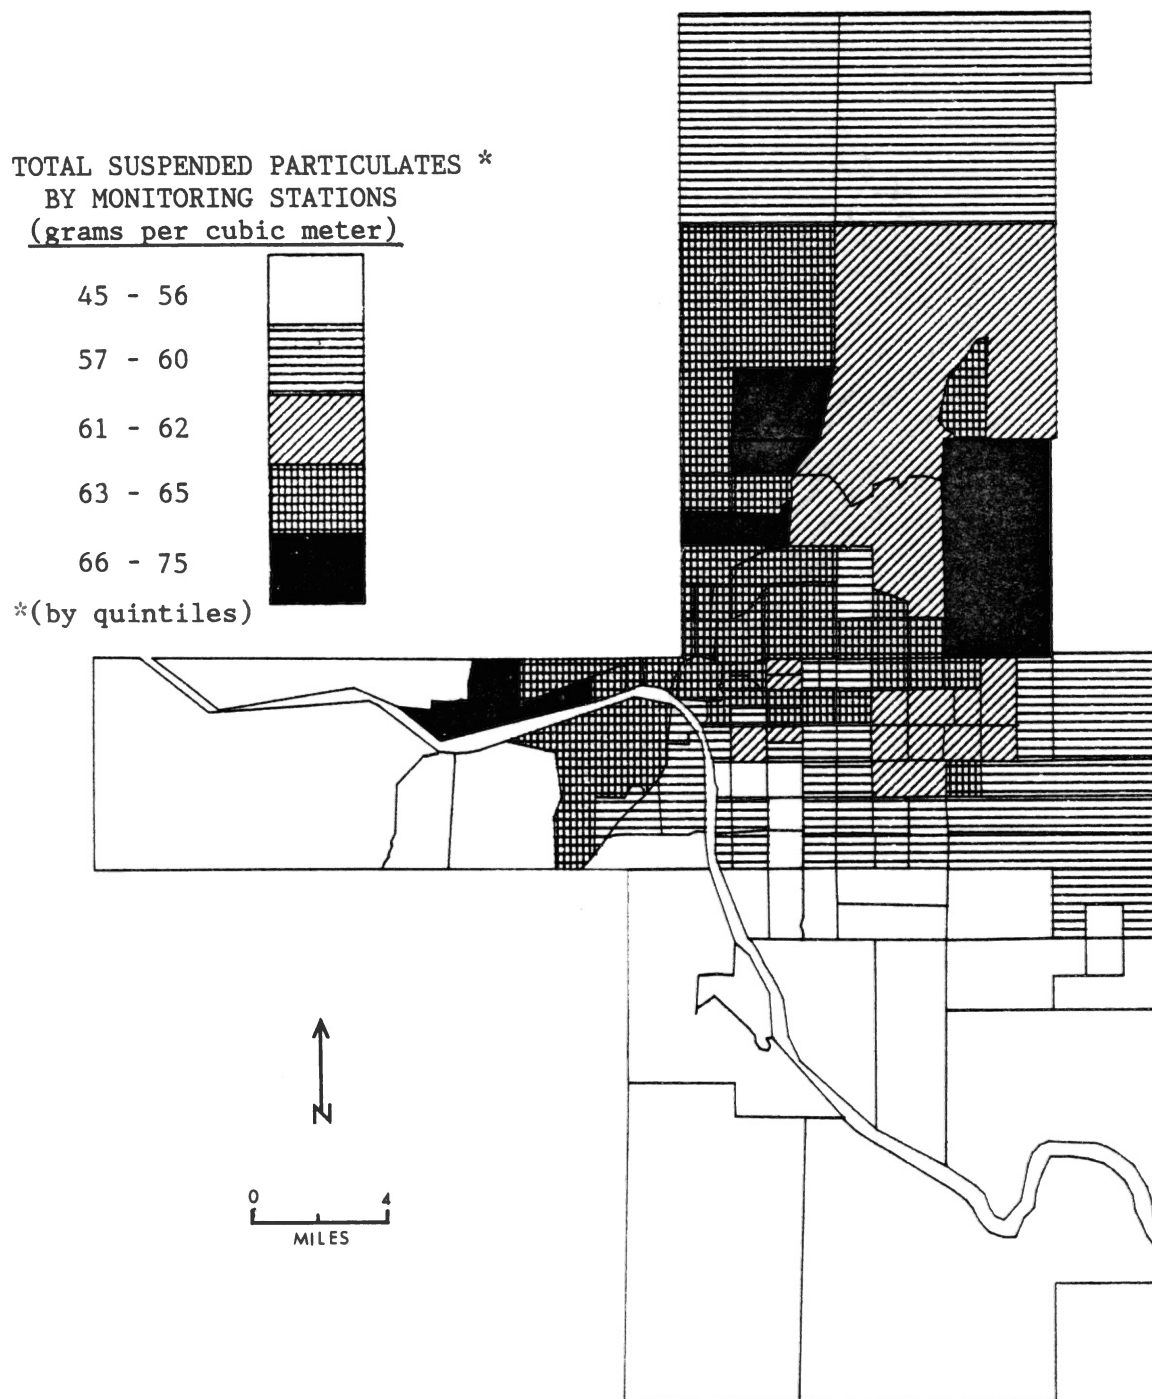 TOTAL SUSPENDED PARTICULATES *
BY MONITORING STATIONS
(grams per cubic meter)
45 - 56
57 - 60
61 - 62
63 - 65
66 - 75
*(by quintiles)
N
0 4
MILES